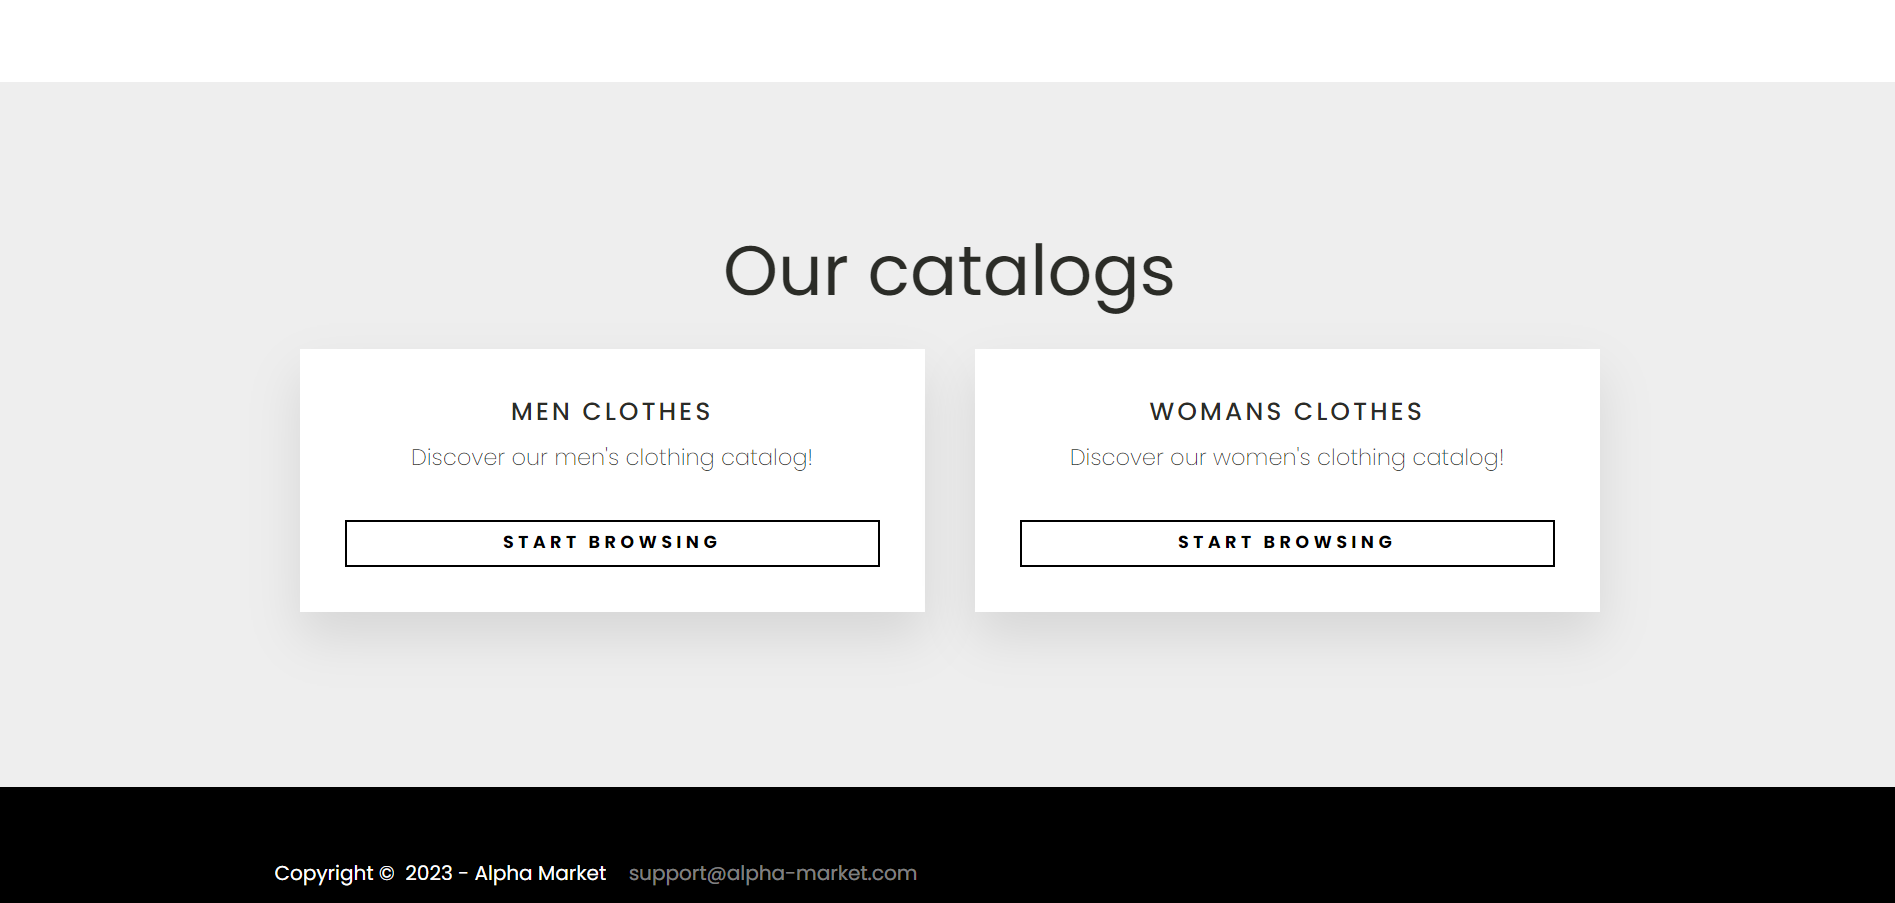 Our catalogs
MEN CLOTHES
Discover our men's clothing catalog!
START BROWSING
WOMANS CLOTHES
Discover our women's clothing catalog!
START BROWSING
Copyright © 2023 - Alpha Market support@alpha-market.com